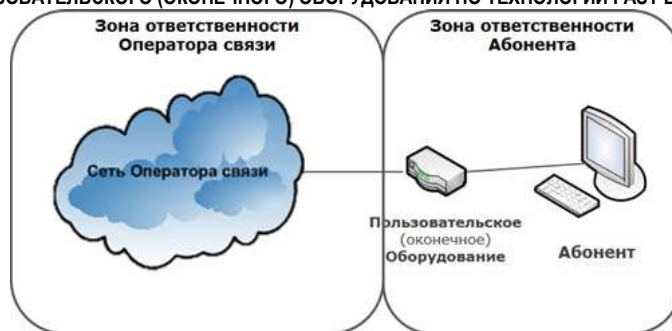 Зона ответственности
Оператора связи
Зона ответственности
Абонента
Сеть Оператора связи
Пользовательское
(оконечное)
Оборудование
Абонент